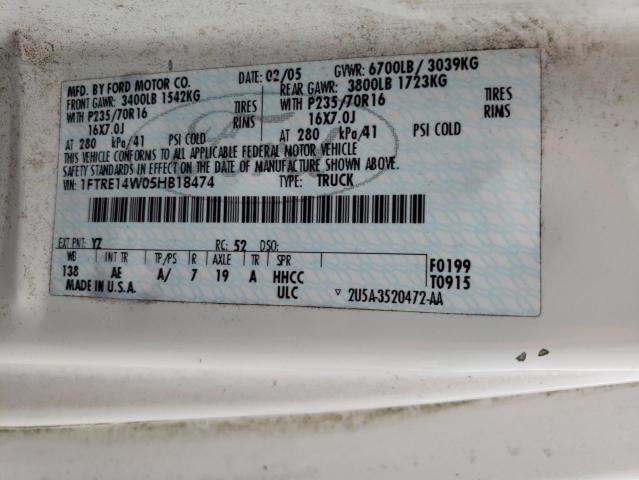 MFD. BY FORD MOTOR CO. DATE: 02/05 GVWR: 6700LB / 3039KG
FRONT GAWR: 3400LB 1542KG REAR GAWR: 3800LB 1723KG
WITH P235/70R16 TIRES WITH P235/70R16 TIRES
16X7.0J RIMS 16X7.0J RIMS
AT 280 kPa/41 PSI COLD AT 280 kPa/41 PSI COLD
THIS VEHICLE CONFORMS TO ALL APPLICABLE FEDERAL MOTOR VEHICLE
SAFETY STANDARDS IN EFFECT ON THE DATE OF MANUFACTURE SHOWN ABOVE.
VIN: 1FTRE14W05HB18474 TYPE: TRUCK
EXT PNT: YZ RC: 52 DSO:
WB INT TR TP/PS R AXLE TR SPR F0199
138 AE A/ 7 19 A HHCC T0915
MADE IN U.S.A. ULC ▽ 2U5A-3520472-AA